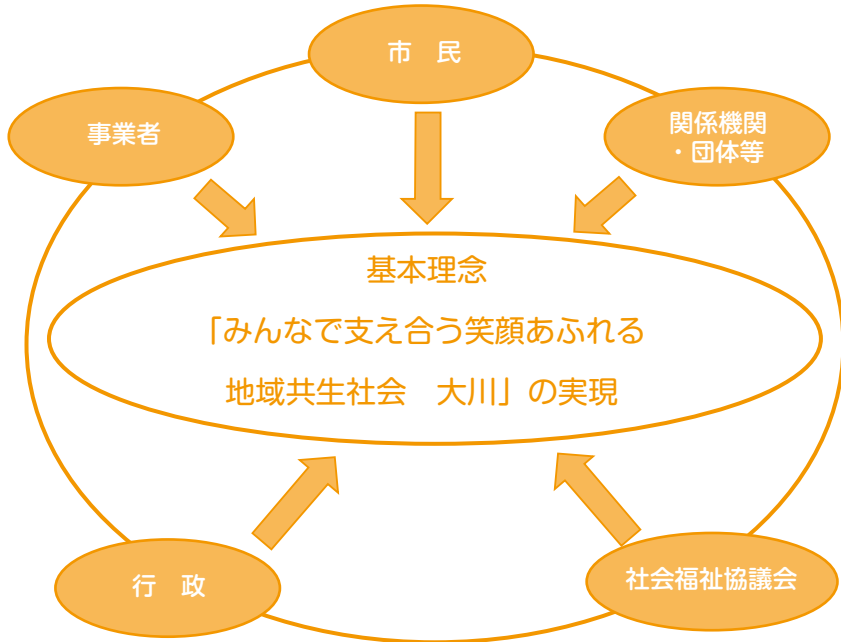 市　民
事業者
関係機関
・団体等
基本理念
「みんなで支え合う笑顔あふれる
地域共生社会　大川」の実現
行　政
社会福祉協議会